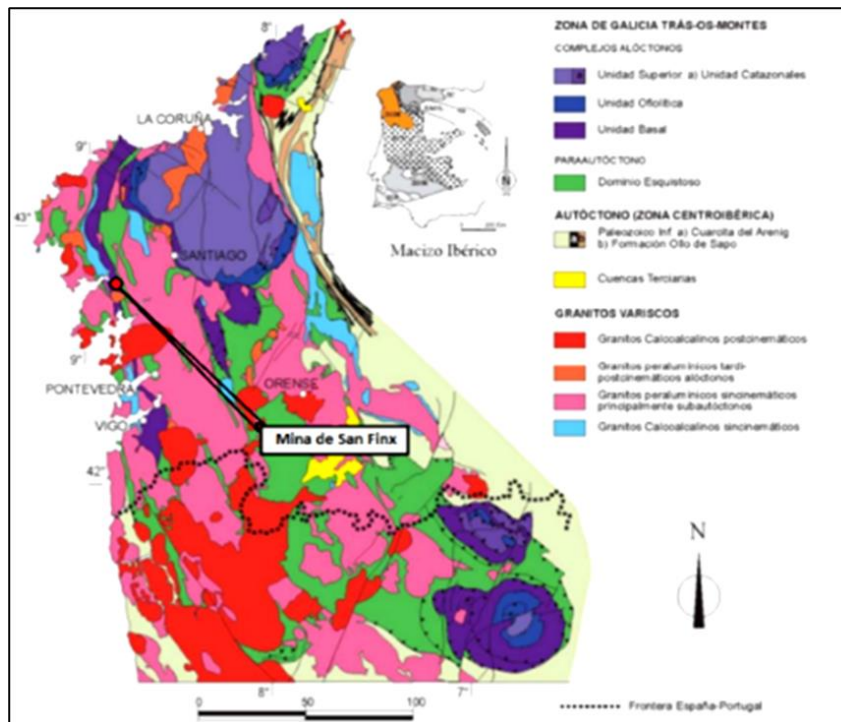 ZONA DE GALICIA TRÁS-OS-MONTES
COMPLEJOS ALÓCTONOS
Unidad Superior a) Unidad Catazonales
Unidad Ofiolítica
Unidad Basal
PARAAUTÓCTONO
Dominio Esquistoso
AUTÓCTONO (ZONA CENTROIBÉRICA)
Paleozoico Inf. a) Cuarcita del Arenig
b) Formación Ollo de Sapo
Cuencas Terciarias
GRANITOS VARISCOS
Granitos Calcoalcalinos postcinemáticos
Granitos peralumínicos tardi-
postcinemáticos alóctonos
Granitos peralumínicos sincinemáticos
principalmente subautóctonos
Granitos Calcoalcalinos sincinemáticos
8°
LA CORUÑA
9°
43°
SANTIAGO
N
Macizo Ibérico
9°
PONTEVEDRA
ORENSE
VIGO
Mina de San Finx
42°
N
8°
7°
0 50 100
Frontera España-Portugal